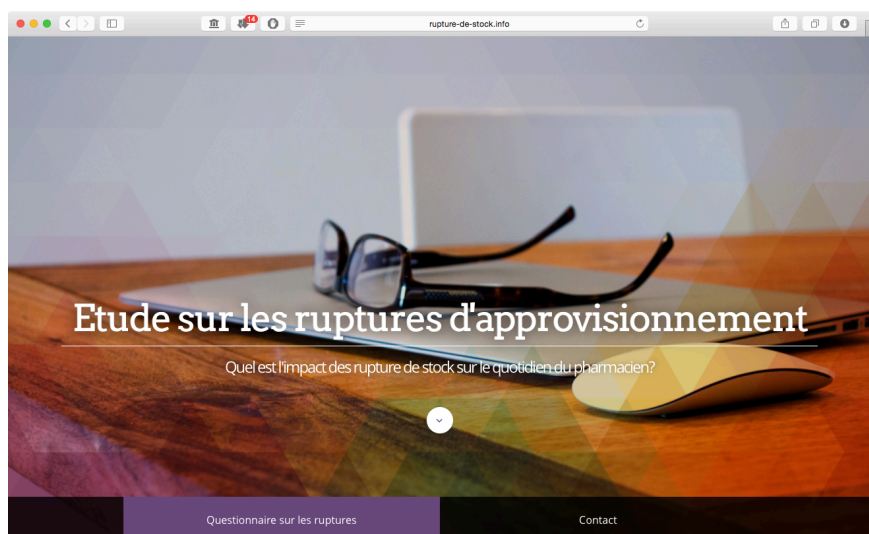 14
rupture-de-stock.info
Etude sur les ruptures d'approvisionnement
Quel est l'impact des rupture de stock sur le quotidien du pharmacien?
Questionnaire sur les ruptures
Contact